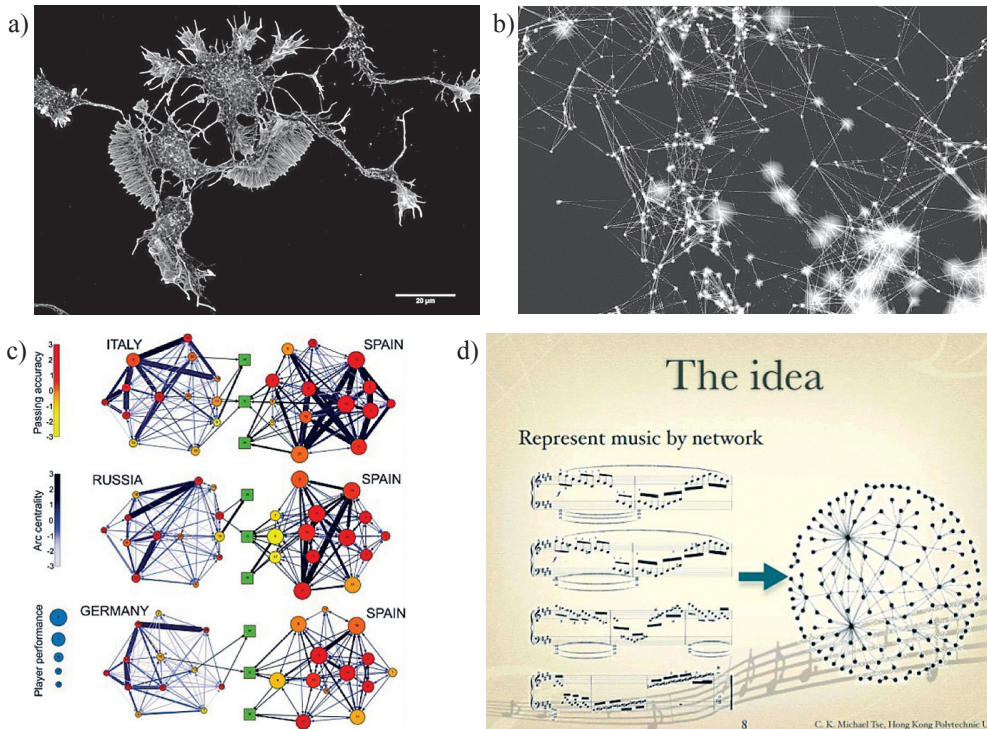 a)
20 µm
b)
c)
3
2
1
0
-1
-2
-3
Passing accuracy
ITALY
SPAIN
3
2
1
0
-1
-2
-3
Arc centrality
RUSSIA
SPAIN
Player performance
GERMANY
SPAIN
d)
The idea
Represent music by network
8
C. K. Michael Tse, Hong Kong Polytechnic U